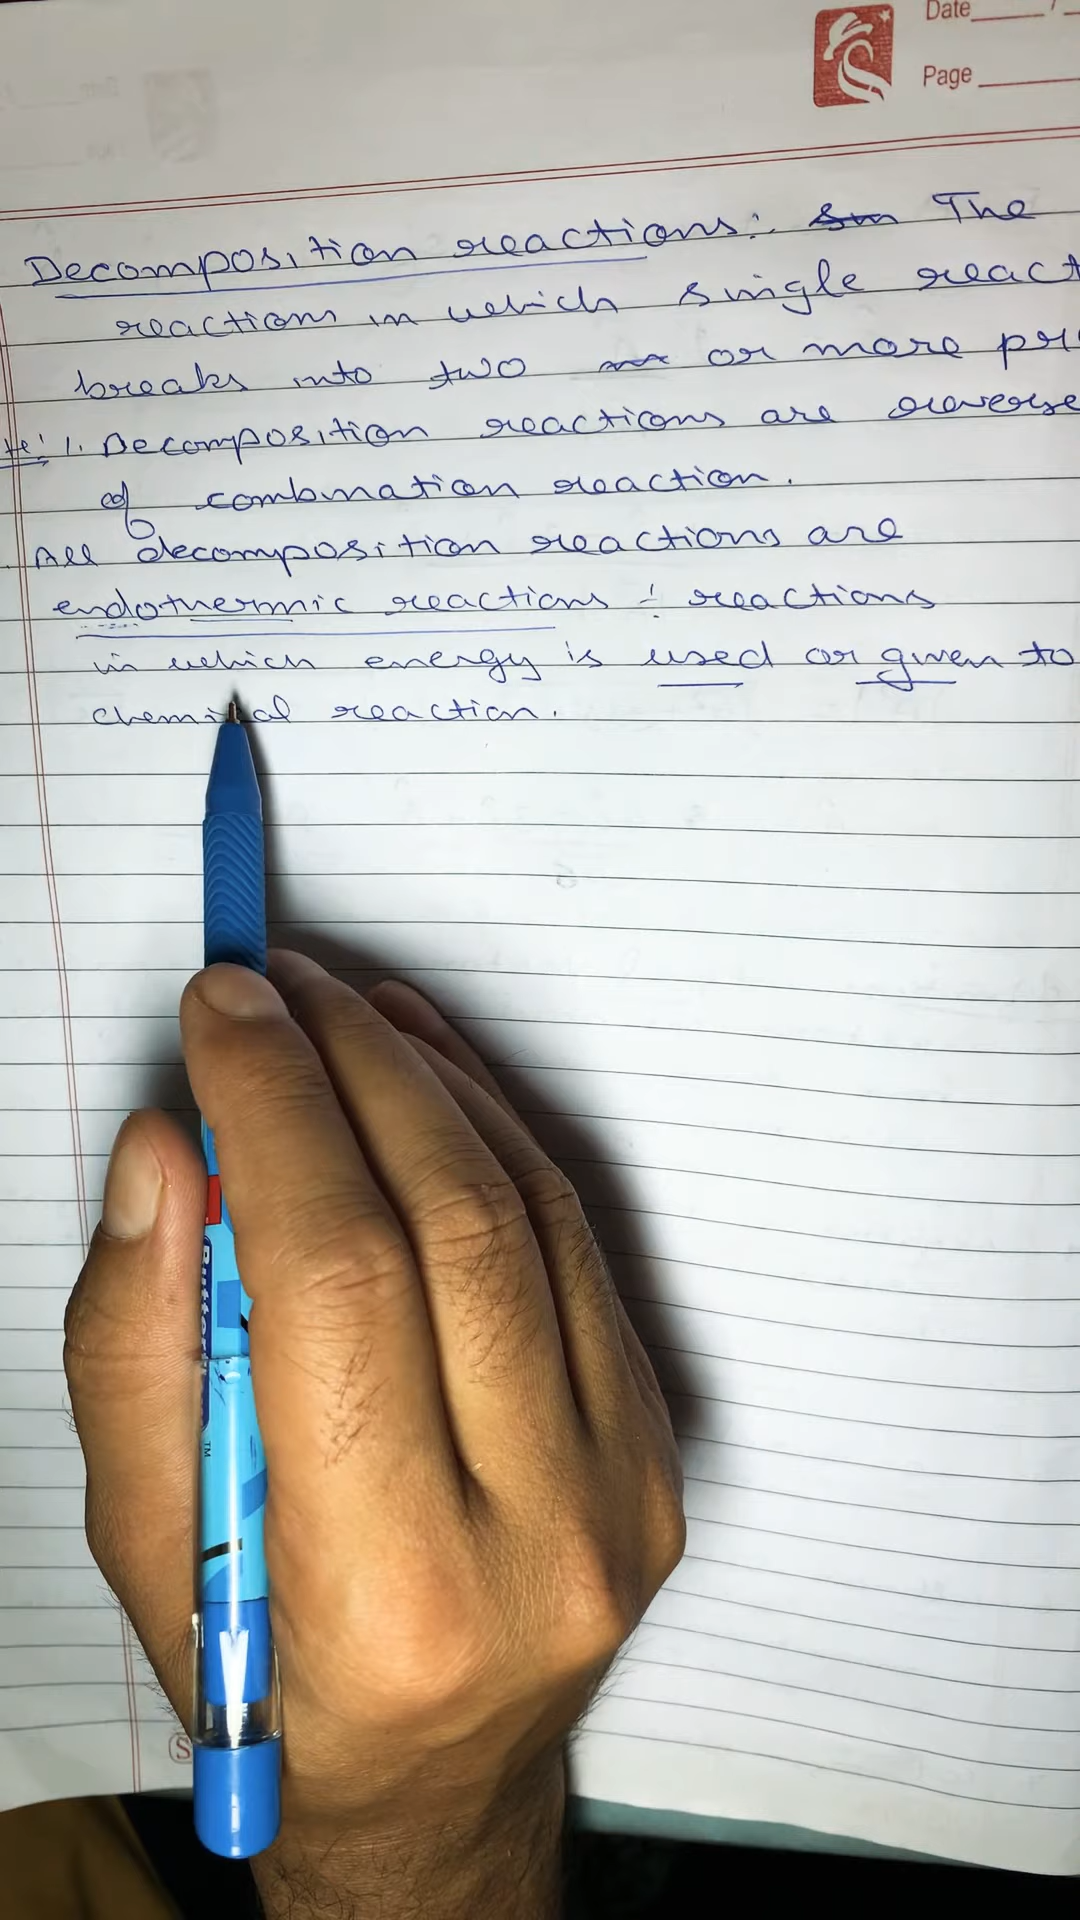 Date
Page
Decomposition reactions: The
reactions in which single react
breaks into two or more pr
te: 1. Decomposition reactions are reverse
of combination reaction.
All decomposition reactions are
endothermic reactions : reactions
in which energy is used or given to
chemical reaction.
TM
S